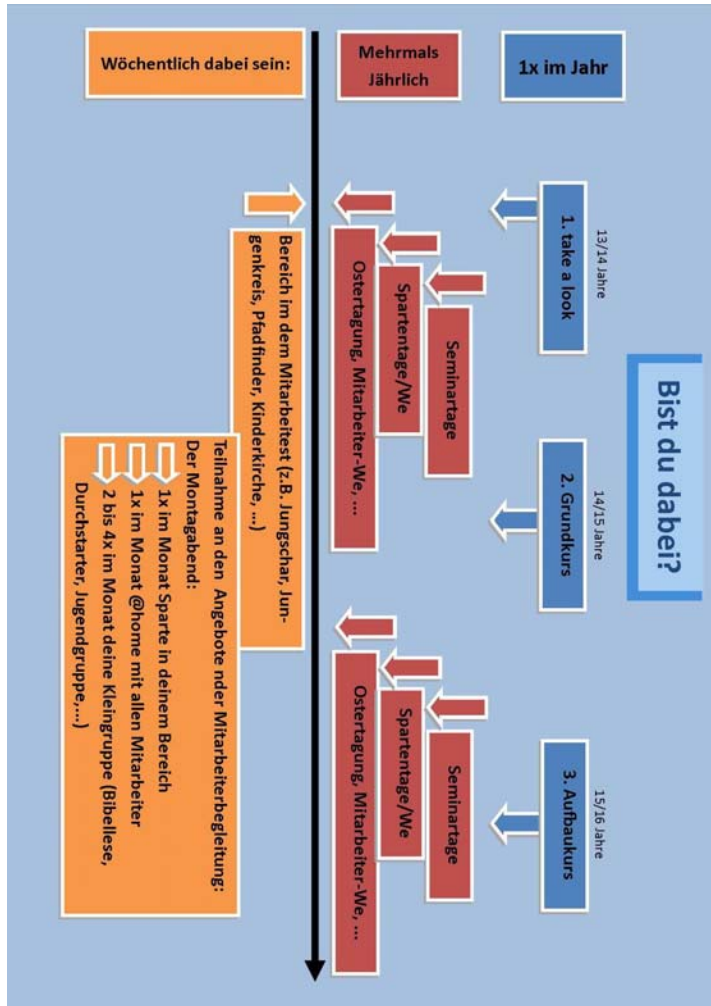 Bist du dabei?
1x im Jahr
13/14 Jahre
1. take a look
14/15 Jahre
2. Grundkurs
15/16 Jahre
3. Aufbaukurs
Mehrmals
Jährlich
Seminartage
Spartentage/We
Ostertagung, Mitarbeiter-We, ...
Seminartage
Spartentage/We
Ostertagung, Mitarbeiter-We, ...
Wöchentlich dabei sein:
Bereich im dem Mitarbeitest (z.B. Jungschar, Jun-
genkreis, Pfadfinder, Kinderkirche, ...)
Teilnahme an den Angebote nder Mitarbeiterbegleitung:
Der Montagabend:
1x im Monat Sparte in deinem Bereich
1x im Monat @home mit allen Mitarbeiter
2 bis 4x im Monat deine Kleingruppe (Bibellese,
Durchstarter, Jugendgruppe,...)